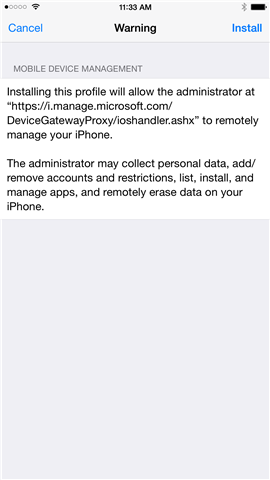 11:33 AM
Cancel Warning Install
MOBILE DEVICE MANAGEMENT
Installing this profile will allow the administrator at
“https://i.manage.microsoft.com/
DeviceGatewayProxy/ioshandler.ashx” to remotely
manage your iPhone.
The administrator may collect personal data, add/
remove accounts and restrictions, list, install, and
manage apps, and remotely erase data on your
iPhone.